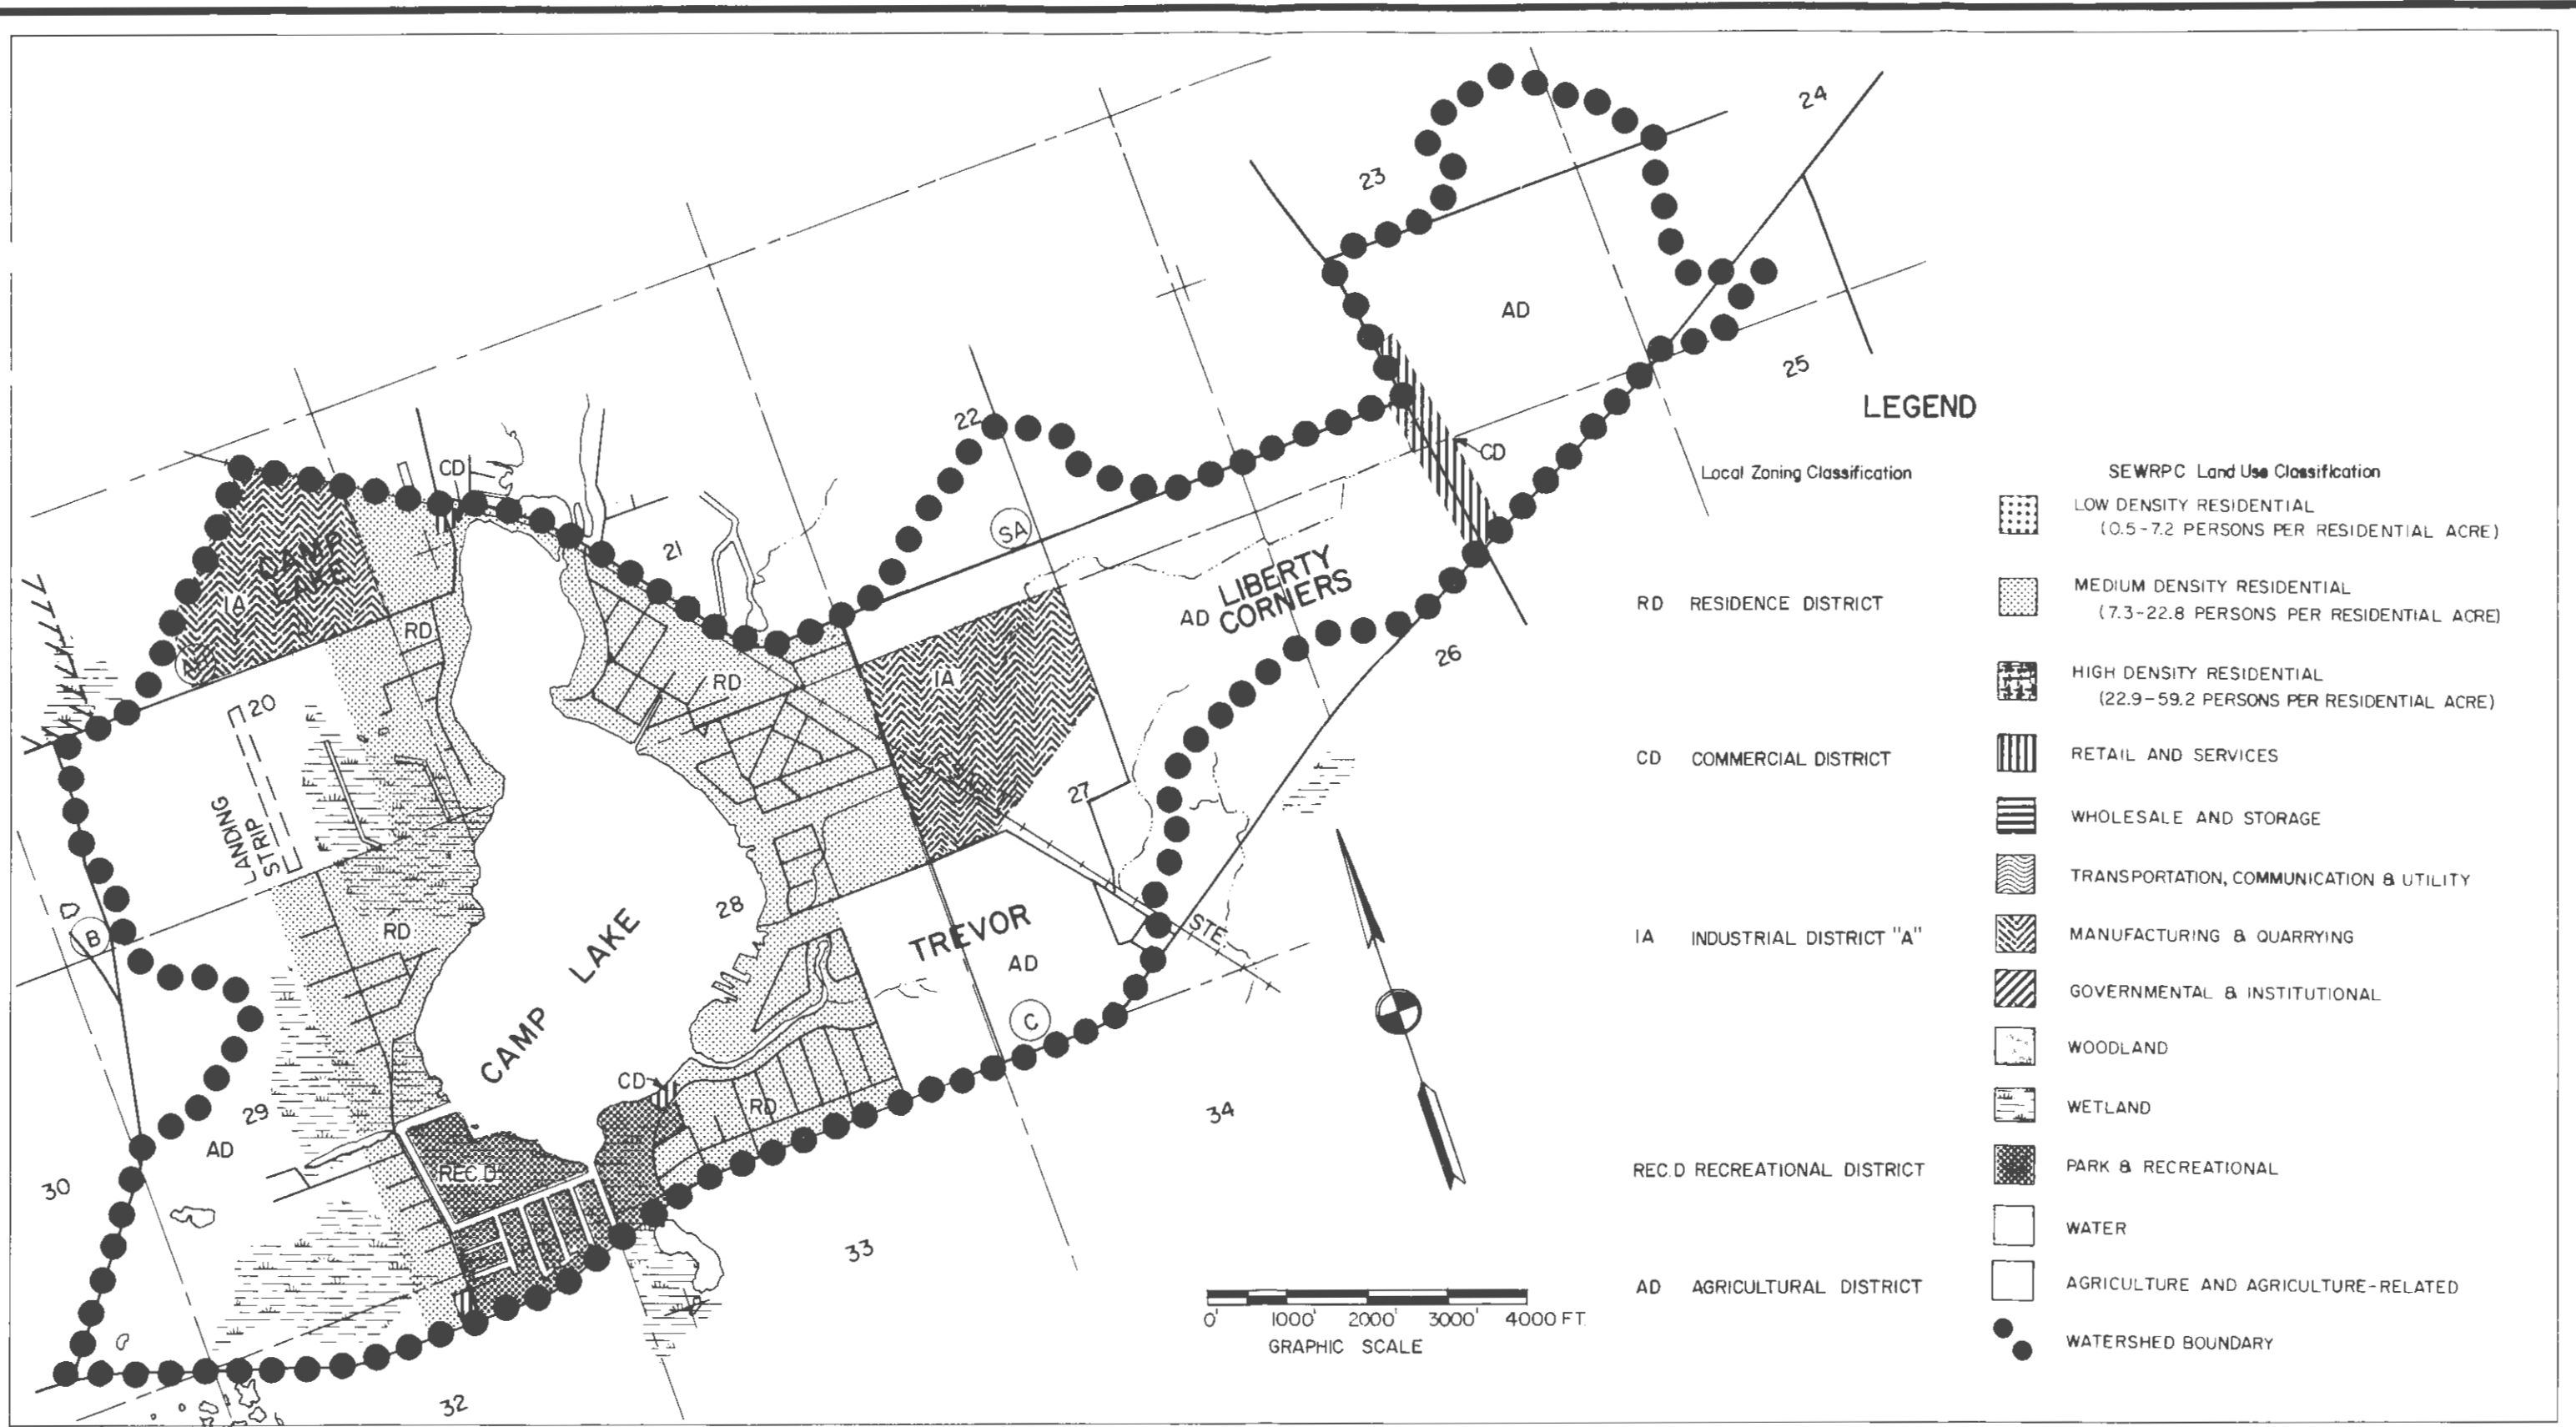 24
23
AD
25
22
CD
CD
SA
21
LIBERTY
CORNERS
AD
26
CAMP
LAKE
IA
RD
RD
IA
20
27
LANDING
STRIP
RD
28
B
TREVOR
AD
STE.
CAMP LAKE
C
CD
RD
29
AD
REC.D
30
34
33
32
0' 1000' 2000' 3000' 4000 FT.
GRAPHIC SCALE
LEGEND
Local Zoning Classification
RD RESIDENCE DISTRICT
CD COMMERCIAL DISTRICT
IA INDUSTRIAL DISTRICT "A"
REC.D RECREATIONAL DISTRICT
AD AGRICULTURAL DISTRICT
SEWRPC Land Use Classification
LOW DENSITY RESIDENTIAL
(0.5-7.2 PERSONS PER RESIDENTIAL ACRE)
MEDIUM DENSITY RESIDENTIAL
(7.3-22.8 PERSONS PER RESIDENTIAL ACRE)
HIGH DENSITY RESIDENTIAL
(22.9-59.2 PERSONS PER RESIDENTIAL ACRE)
RETAIL AND SERVICES
WHOLESALE AND STORAGE
TRANSPORTATION, COMMUNICATION & UTILITY
MANUFACTURING & QUARRYING
GOVERNMENTAL & INSTITUTIONAL
WOODLAND
WETLAND
PARK & RECREATIONAL
WATER
AGRICULTURE AND AGRICULTURE-RELATED
WATERSHED BOUNDARY